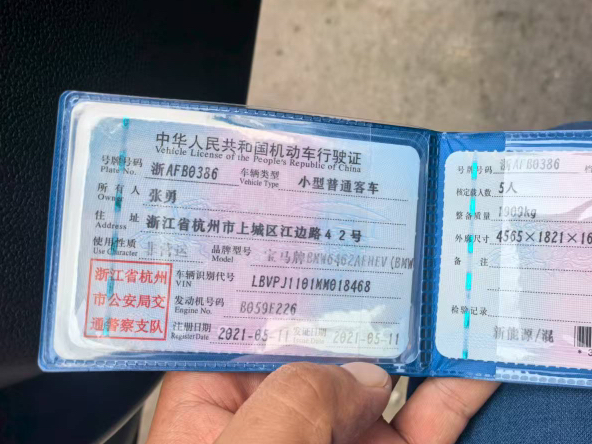 中华人民共和国机动车行驶证
Vehicle License of the People's Republic of China
号牌号码 浙AFB0386 车辆类型 小型普通客车
Plate No. Vehicle Type
所有人 张勇
Owner
住址 浙江省杭州市上城区江边路42号
Address
使用性质 非营运 品牌型号 宝马牌BMW6462AFHEV(BMW
Use Character Model
浙江省杭州
市公安局交
通警察支队
车辆识别代号 LBVPJ1101MM018468
VIN
发动机号码 B059E226
Engine No.
注册日期 2021-05-11 发证日期 2021-05-11
Register Date Issue Date
号牌号码 浙AFB0386
核定载人数 5人
整备质量 1900kg
外廓尺寸 4565×1821×16
备注
检验记录
新能源/混